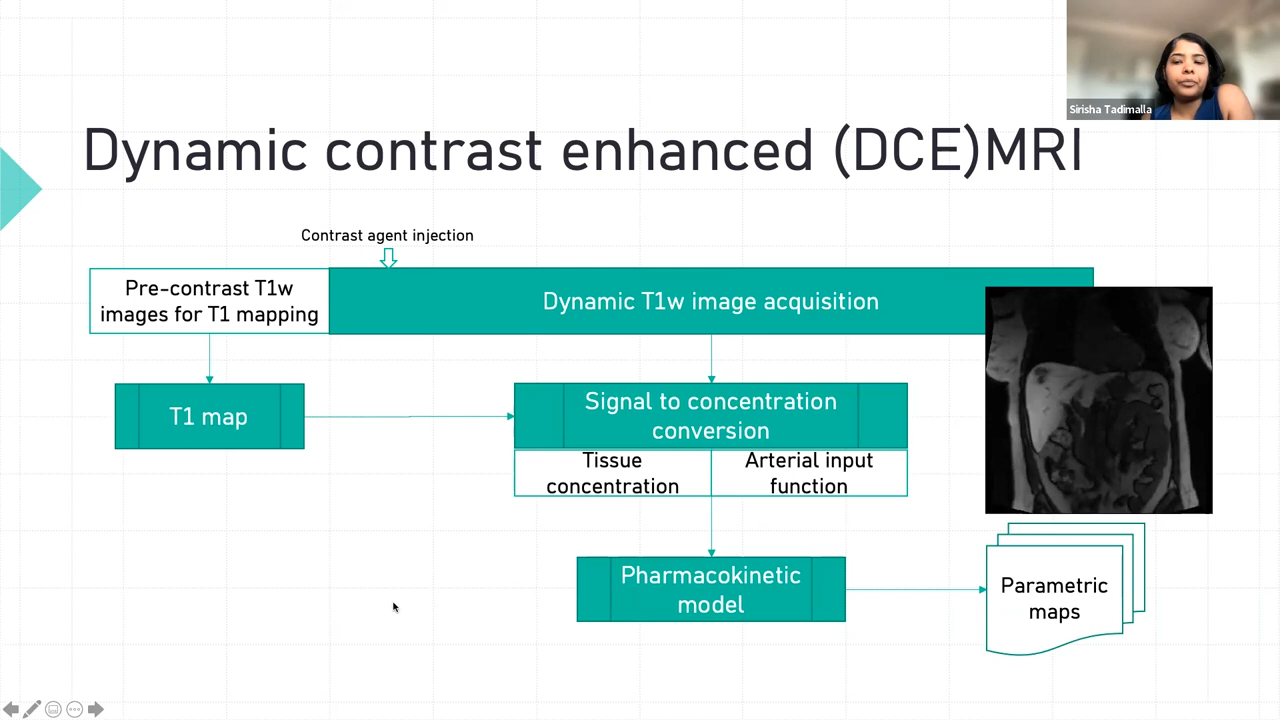 Sirisha Tadimalla
Dynamic contrast enhanced (DCE)MRI
Contrast agent injection
Pre-contrast T1w
images for T1 mapping
Dynamic T1w image acquisition
T1 map
Signal to concentration
conversion
Tissue
concentration
Arterial input
function
Pharmacokinetic
model
Parametric
maps